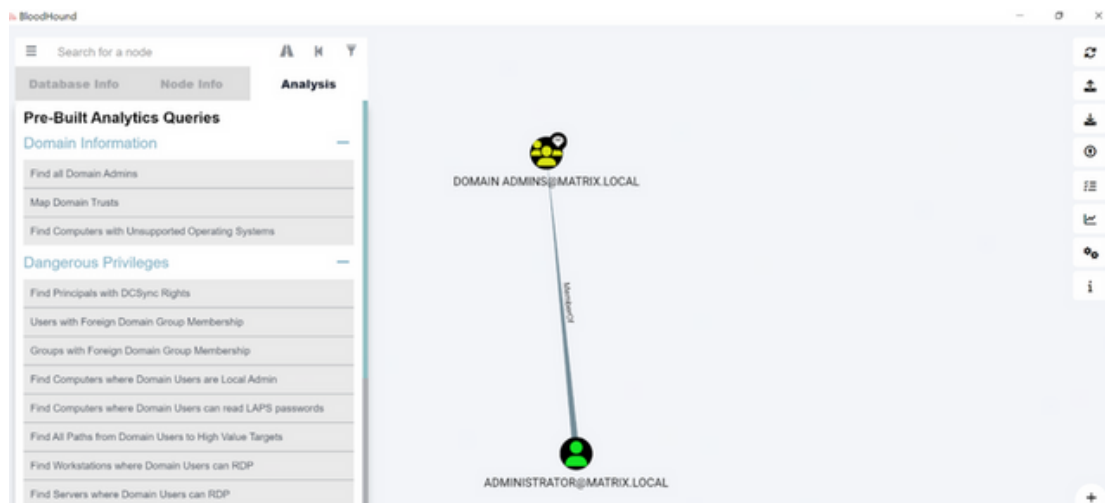 BloodHound
Search for a node
Database Info Node Info Analysis
Pre-Built Analytics Queries
Domain Information
Find all Domain Admins
Map Domain Trusts
Find Computers with Unsupported Operating Systems
Dangerous Privileges
Find Principals with DCSync Rights
Users with Foreign Domain Group Membership
Groups with Foreign Domain Group Membership
Find Computers where Domain Users are Local Admin
Find Computers where Domain Users can read LAPS passwords
Find All Paths from Domain Users to High Value Targets
Find Workstations where Domain Users can RDP
Find Servers where Domain Users can RDP
DOMAIN ADMINS@MATRIX.LOCAL
MemberOf
ADMINISTRATOR@MATRIX.LOCAL